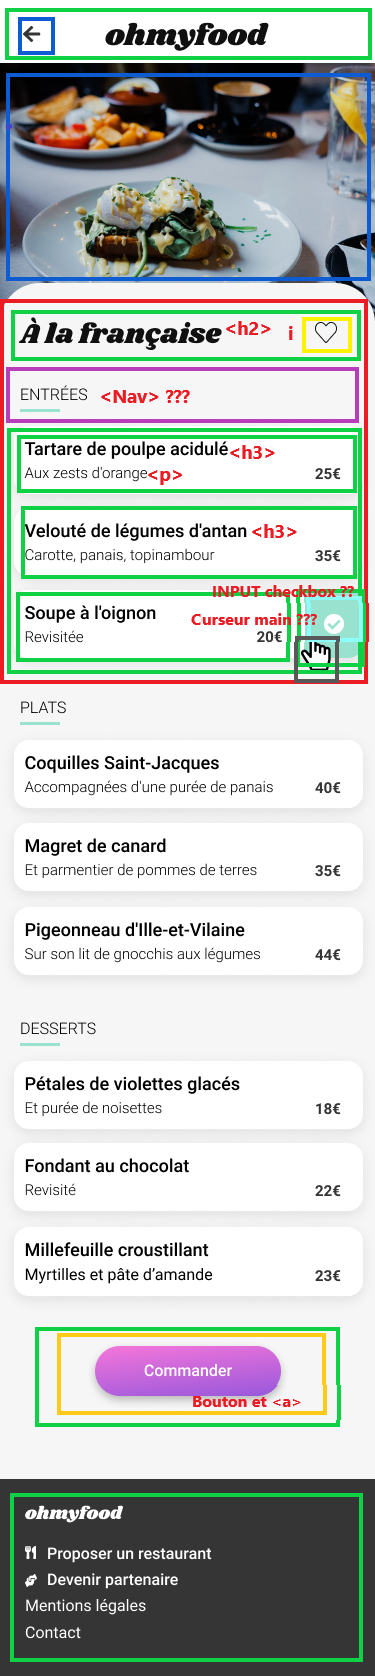 ohmyfood
À la française <h2> i
ENTRÉES <Nav> ???
Tartare de poulpe acidulé <h3>
Aux zests d'orange <p> 25€
Velouté de légumes d'antan <h3>
Carotte, panais, topinambour 35€
INPUT checkbox ??
Soupe à l'oignon Curseur main ???
Revisitée 20€
PLATS
Coquilles Saint-Jacques
Accompagnées d'une purée de panais 40€
Magret de canard
Et parmentier de pommes de terres 35€
Pigeonneau d'Ille-et-Vilaine
Sur son lit de gnocchis aux légumes 44€
DESSERTS
Pétales de violettes glacés
Et purée de noisettes 18€
Fondant au chocolat
Revisité 22€
Millefeuille croustillant
Myrtilles et pâte d’amande 23€
Commander
Bouton et <a>
ohmyfood
Proposer un restaurant
Devenir partenaire
Mentions légales
Contact